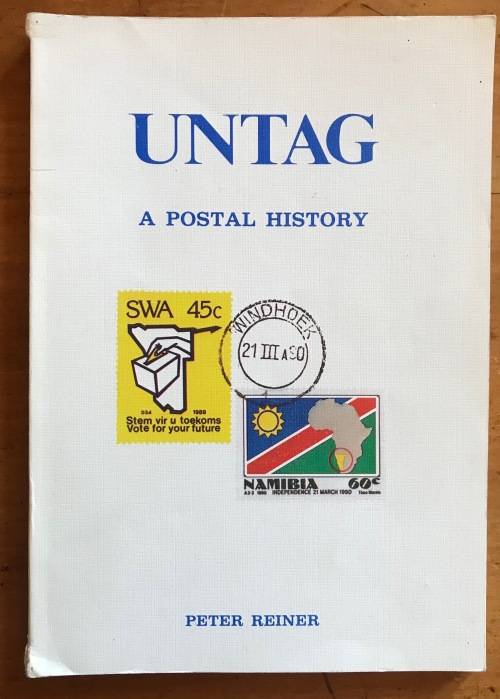 UNTAG
A POSTAL HISTORY
SWA 45c
1989
Stem vir u toekoms
Vote for your future
WINDHOEK
21 III A 90
NAMIBIA 60c
INDEPENDENCE 21 MARCH 1990
PETER REINER